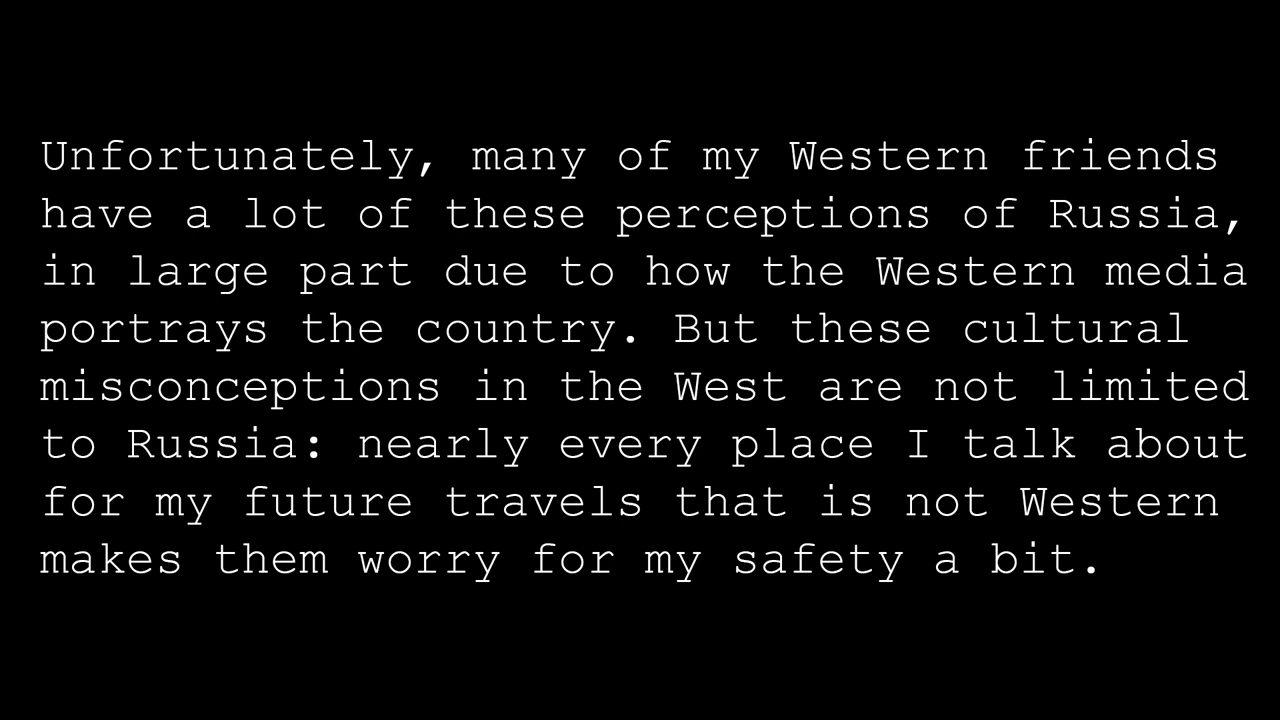 Unfortunately, many of my Western friends
have a lot of these perceptions of Russia,
in large part due to how the Western media
portrays the country. But these cultural
misconceptions in the West are not limited
to Russia: nearly every place I talk about
for my future travels that is not Western
makes them worry for my safety a bit.